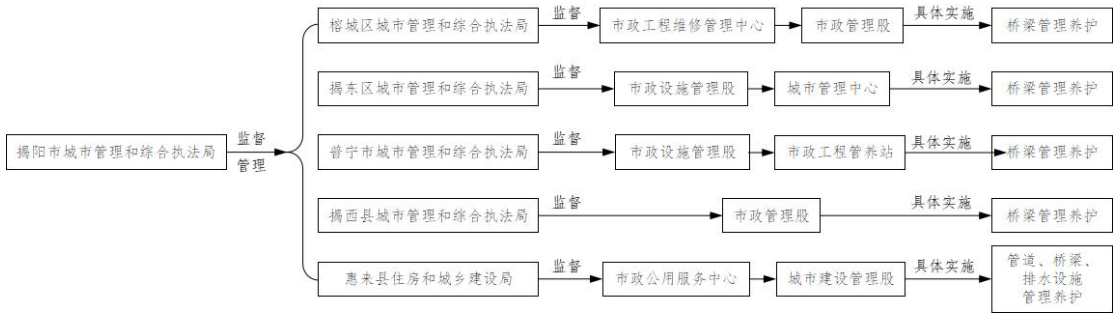 榕城区城市管理和综合执法局 监督 市政工程维修管理中心 市政管理股 具体实施 桥梁管理养护
揭东区城市管理和综合执法局 监督 市政设施管理股 城市管理中心 具体实施 桥梁管理养护
揭阳市城市管理和综合执法局 监督
管理
普宁市城市管理和综合执法局 监督 市政设施管理股 市政工程管养站 具体实施 桥梁管理养护
揭西县城市管理和综合执法局 监督 市政管理股 具体实施 桥梁管理养护
惠来县住房和城乡建设局 监督 市政公用服务中心 城市建设管理股 具体实施 管道、桥梁、
排水设施
管理养护